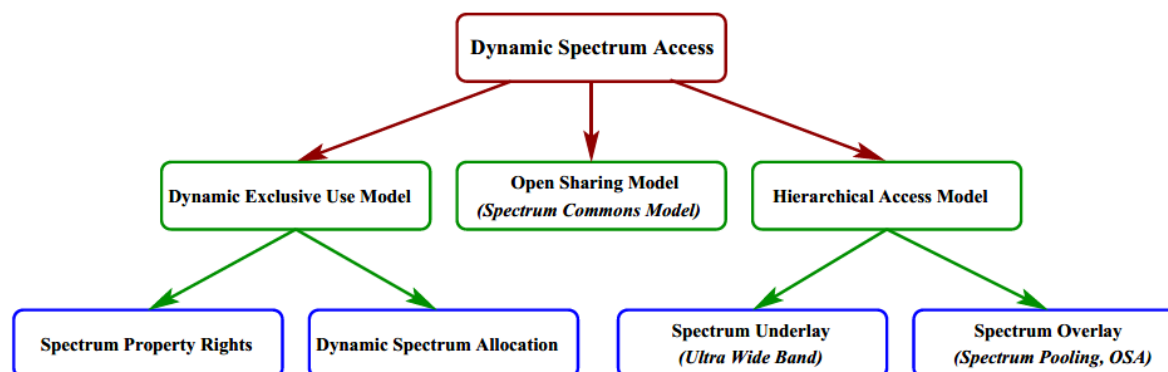 Dynamic Spectrum Access
Dynamic Exclusive Use Model
Open Sharing Model
(Spectrum Commons Model)
Hierarchical Access Model
Spectrum Property Rights
Dynamic Spectrum Allocation
Spectrum Underlay
(Ultra Wide Band)
Spectrum Overlay
(Spectrum Pooling, OSA)